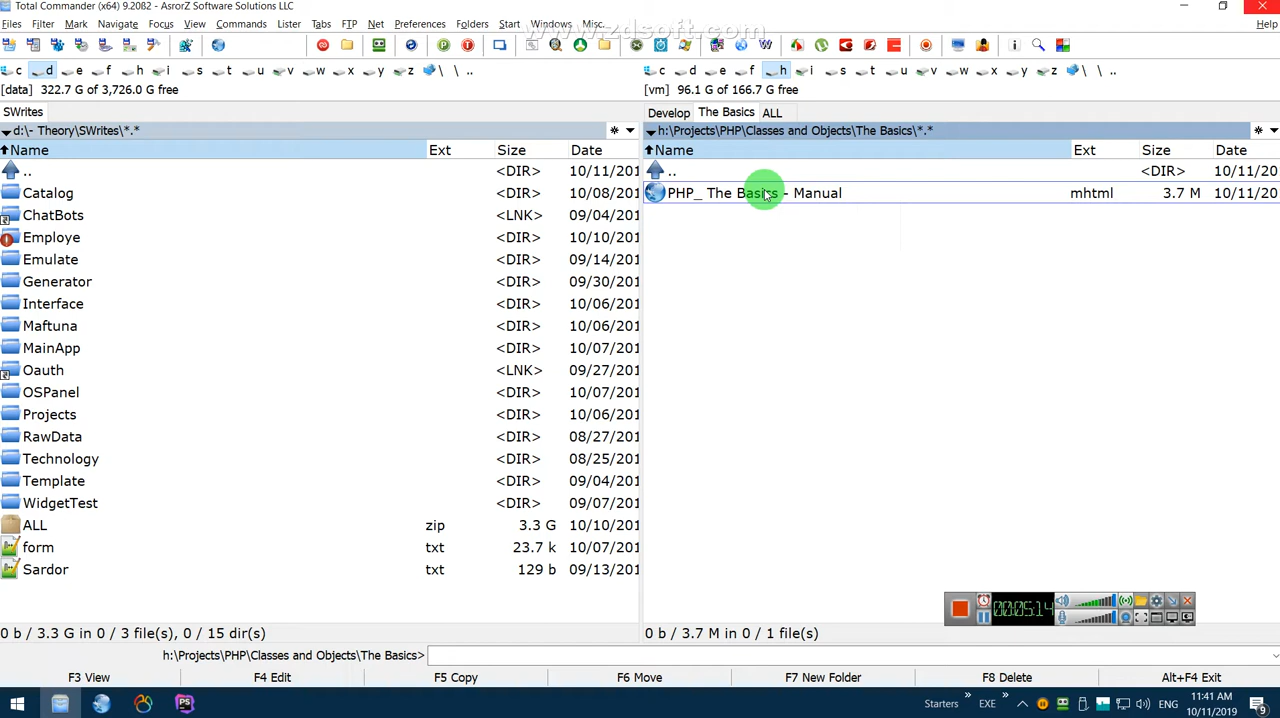 Total Commander (x64) 9.2082 - AsrorZ Software Solutions LLC
Files Filter Mark Navigate Focus Sort View Commands Lister Tabs FTP Net Preferences Folders Start Windows Misc. Help
www.zdsoft.com
c d e f h i s t u v w x y z \ ..
c d e f h i s t u v w x y z \ ..
[data] 322.7 G of 3,726.0 G free
[vm] 96.1 G of 166.7 G free
SWrites
Develop The Basics ALL
d:\- Theory\SWrites\*.*
h:\Projects\PHP\Classes and Objects\The Basics\*.*
Name Ext Size Date
Name Ext Size Date
.. <DIR> 10/11/201
Catalog <DIR> 10/08/201
ChatBots <LNK> 09/04/201
Employe <DIR> 10/10/201
Emulate <DIR> 09/14/201
Generator <DIR> 09/30/201
Interface <DIR> 10/06/201
Maftuna <DIR> 10/06/201
MainApp <DIR> 10/07/201
Oauth <LNK> 09/27/201
OSPanel <DIR> 10/07/201
Projects <DIR> 10/06/201
RawData <DIR> 08/27/201
Technology <DIR> 08/25/201
Template <DIR> 09/04/201
WidgetTest <DIR> 09/07/201
ALL zip 3.3 G 10/10/201
form txt 23.7 k 10/07/201
Sardor txt 129 b 09/13/201
.. <DIR> 10/11/20
PHP_ The Basics - Manual mhtml 3.7 M 10/11/20
00:05:14
0 b / 3.3 G in 0 / 3 file(s), 0 / 15 dir(s)
0 b / 3.7 M in 0 / 1 file(s)
h:\Projects\PHP\Classes and Objects\The Basics>
F3 View F4 Edit F5 Copy F6 Move F7 New Folder F8 Delete Alt+F4 Exit
Starters » EXE » ENG 11:41 AM
10/11/2019